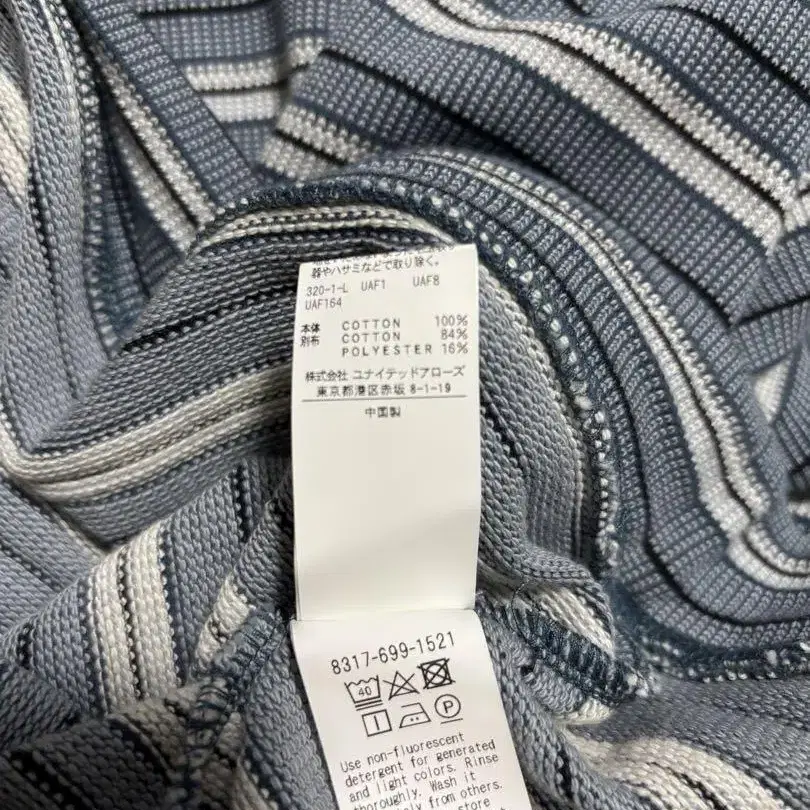 器やハサミなどで取り除く。
320-1-L UAF1 UAF8
UAF164
本体 COTTON 100%
別布 COTTON 84%
POLYESTER 16%
株式会社 ユナイテッドアローズ
東京都港区赤坂 8-1-19
中国製
8317-699-1521
40
P
Use non-fluorescent
detergent for generated
and light colors. Rinse
thoroughly. Wash it
from others.
store